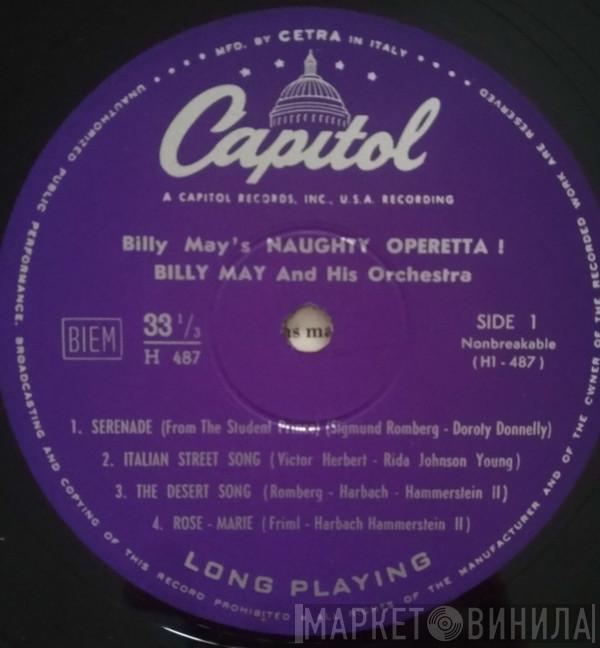 MFD. BY CETRA IN ITALY
Capitol
A CAPITOL RECORDS, INC., U.S.A. RECORDING
Billy May's NAUGHTY OPERETTA !
BILLY MAY And His Orchestra
BIEM
33 1/3
H 487
SIDE 1
Nonbreakable
(H1 - 487)
1. SERENADE (From The Student Prince) (Sigmund Romberg - Doroty Donnelly)
2. ITALIAN STREET SONG (Victor Herbert - Rida Johnson Young)
3. THE DESERT SONG (Romberg - Harbach - Hammerstein II)
4. ROSE - MARIE (Friml - Harbach Hammerstein II)
LONG PLAYING
UNAUTHORIZED PUBLIC PERFORMANCE, BROADCASTING AND COPYING OF THIS RECORD PROHIBITED ALL RIGHTS OF THE MANUFACTURER AND OF THE OWNER OF THE RECORDED WORK ARE RESERVED
МАРКЕТ ВИНИЛА